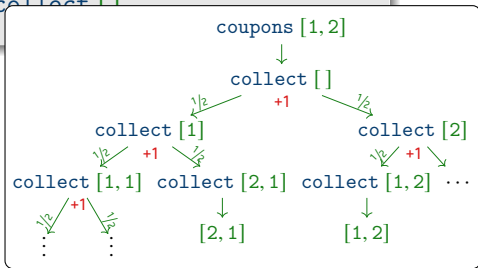 collect []
coupons [1, 2]
↓
collect [ ]
1/2 +1 1/2
collect [1] collect [2]
1/2 +1 1/2 1/2 +1
collect [1, 1] collect [2, 1] collect [1, 2] ⋯
1/2 +1 1/2 ↓ ↓
⋮ ⋮ [2, 1] [1, 2]